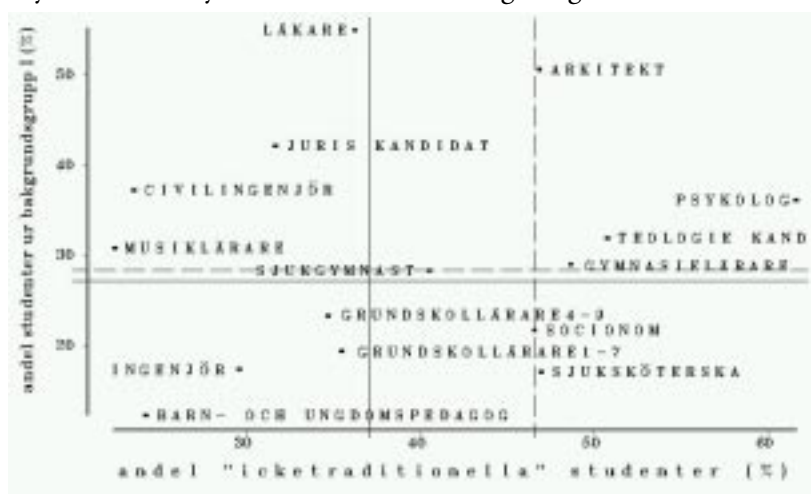 andel studenter ur bakgrundsgrupp I (%)
LÄKARE
50
ARKITEKT
JURIS KANDIDAT
40
CIVILINGENJÖR
PSYKOLOG
TEOLOGIE KAND
MUSIKLÄRARE
30
GYMNASIELÄRARE
SJUKGYMNAST
GRUNDSKOLLÄRARE 4-9
SOCIONOM
20
GRUNDSKOLLÄRARE 1-7
INGENJÖR
SJUKSKÖTERSKA
BARN- OCH UNGDOMSPEDAGOG
30 40 50 60
andel "icketraditionella" studenter (%)